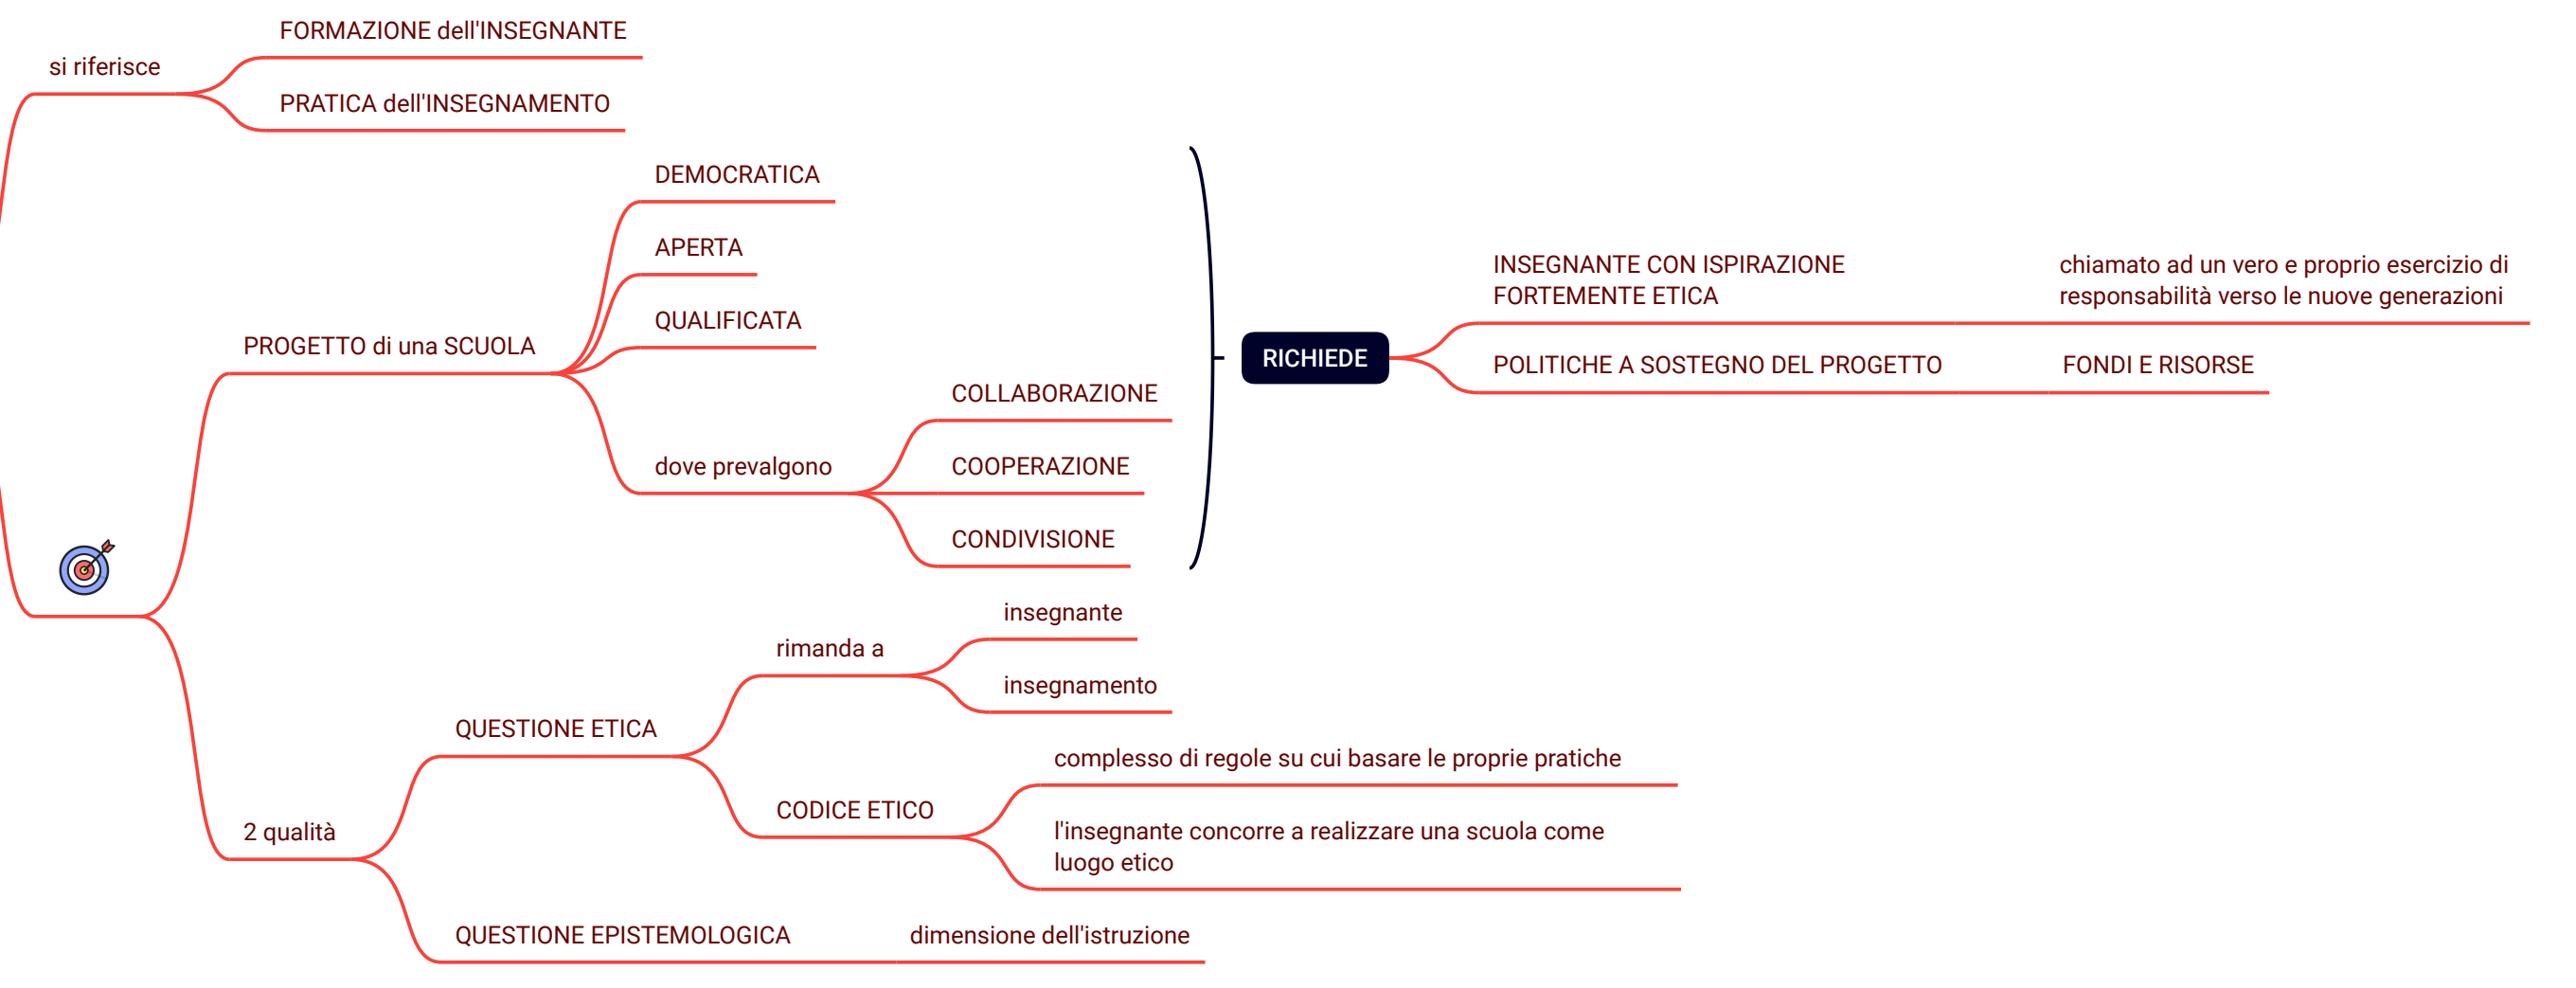 FORMAZIONE dell'INSEGNANTE
si riferisce
PRATICA dell'INSEGNAMENTO
DEMOCRATICA
APERTA
QUALIFICATA
PROGETTO di una SCUOLA
COLLABORAZIONE
dove prevalgono
COOPERAZIONE
CONDIVISIONE
RICHIEDE
INSEGNANTE CON ISPIRAZIONE
FORTEMENTE ETICA
chiamato ad un vero e proprio esercizio di
responsabilità verso le nuove generazioni
POLITICHE A SOSTEGNO DEL PROGETTO
FONDI E RISORSE
insegnante
rimanda a
insegnamento
QUESTIONE ETICA
complesso di regole su cui basare le proprie pratiche
CODICE ETICO
l'insegnante concorre a realizzare una scuola come
luogo etico
2 qualità
QUESTIONE EPISTEMOLOGICA
dimensione dell'istruzione